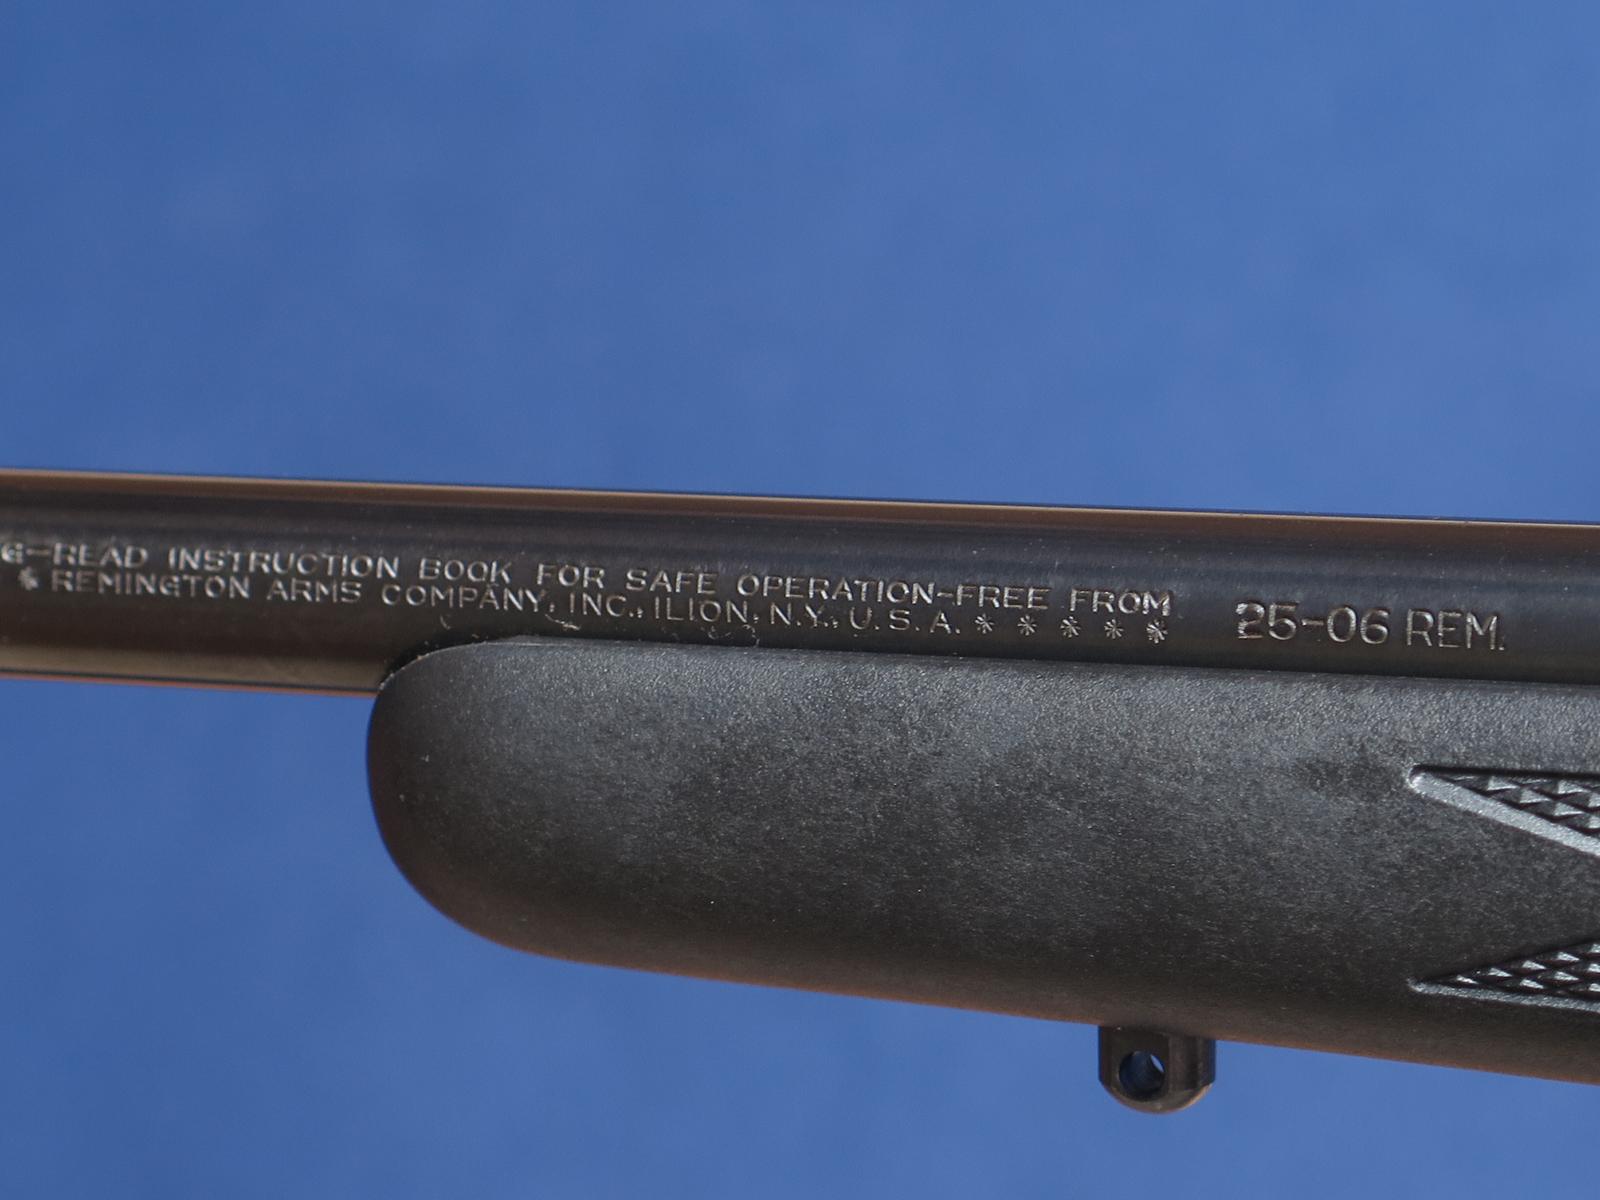 G-READ INSTRUCTION BOOK FOR SAFE OPERATION-FREE FROM
* REMINGTON ARMS COMPANY, INC., ILION, N.Y., U.S.A. * * * * *
25-06 REM.